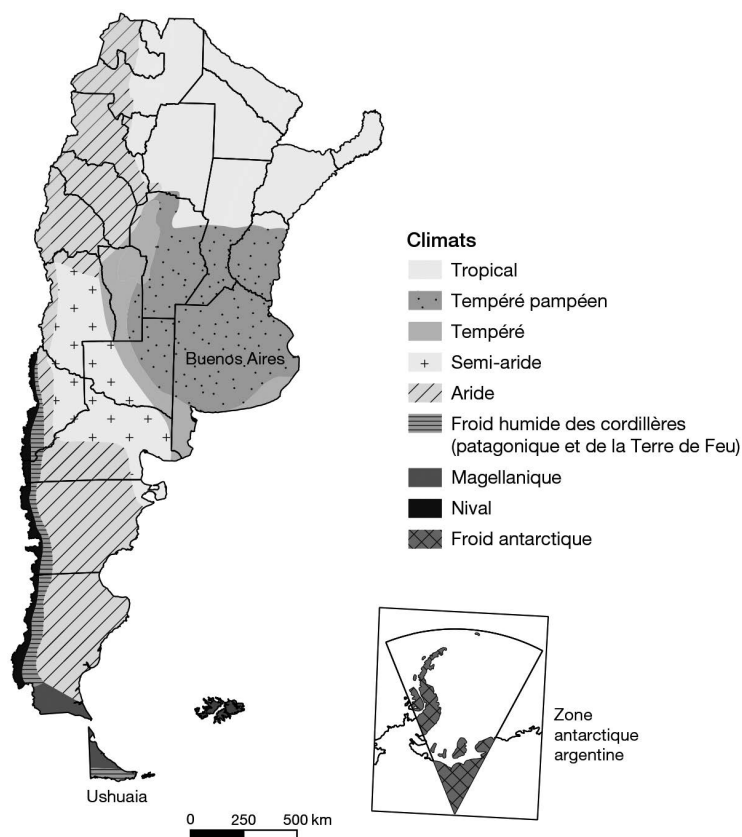 Climats
Tropical
Tempéré pampéen
Tempéré
Semi-aride
Aride
Froid humide des cordillères
(patagonique et de la Terre de Feu)
Magellanique
Nival
Froid antarctique
Buenos Aires
Ushuaia
Zone
antarctique
argentine
0 250 500 km